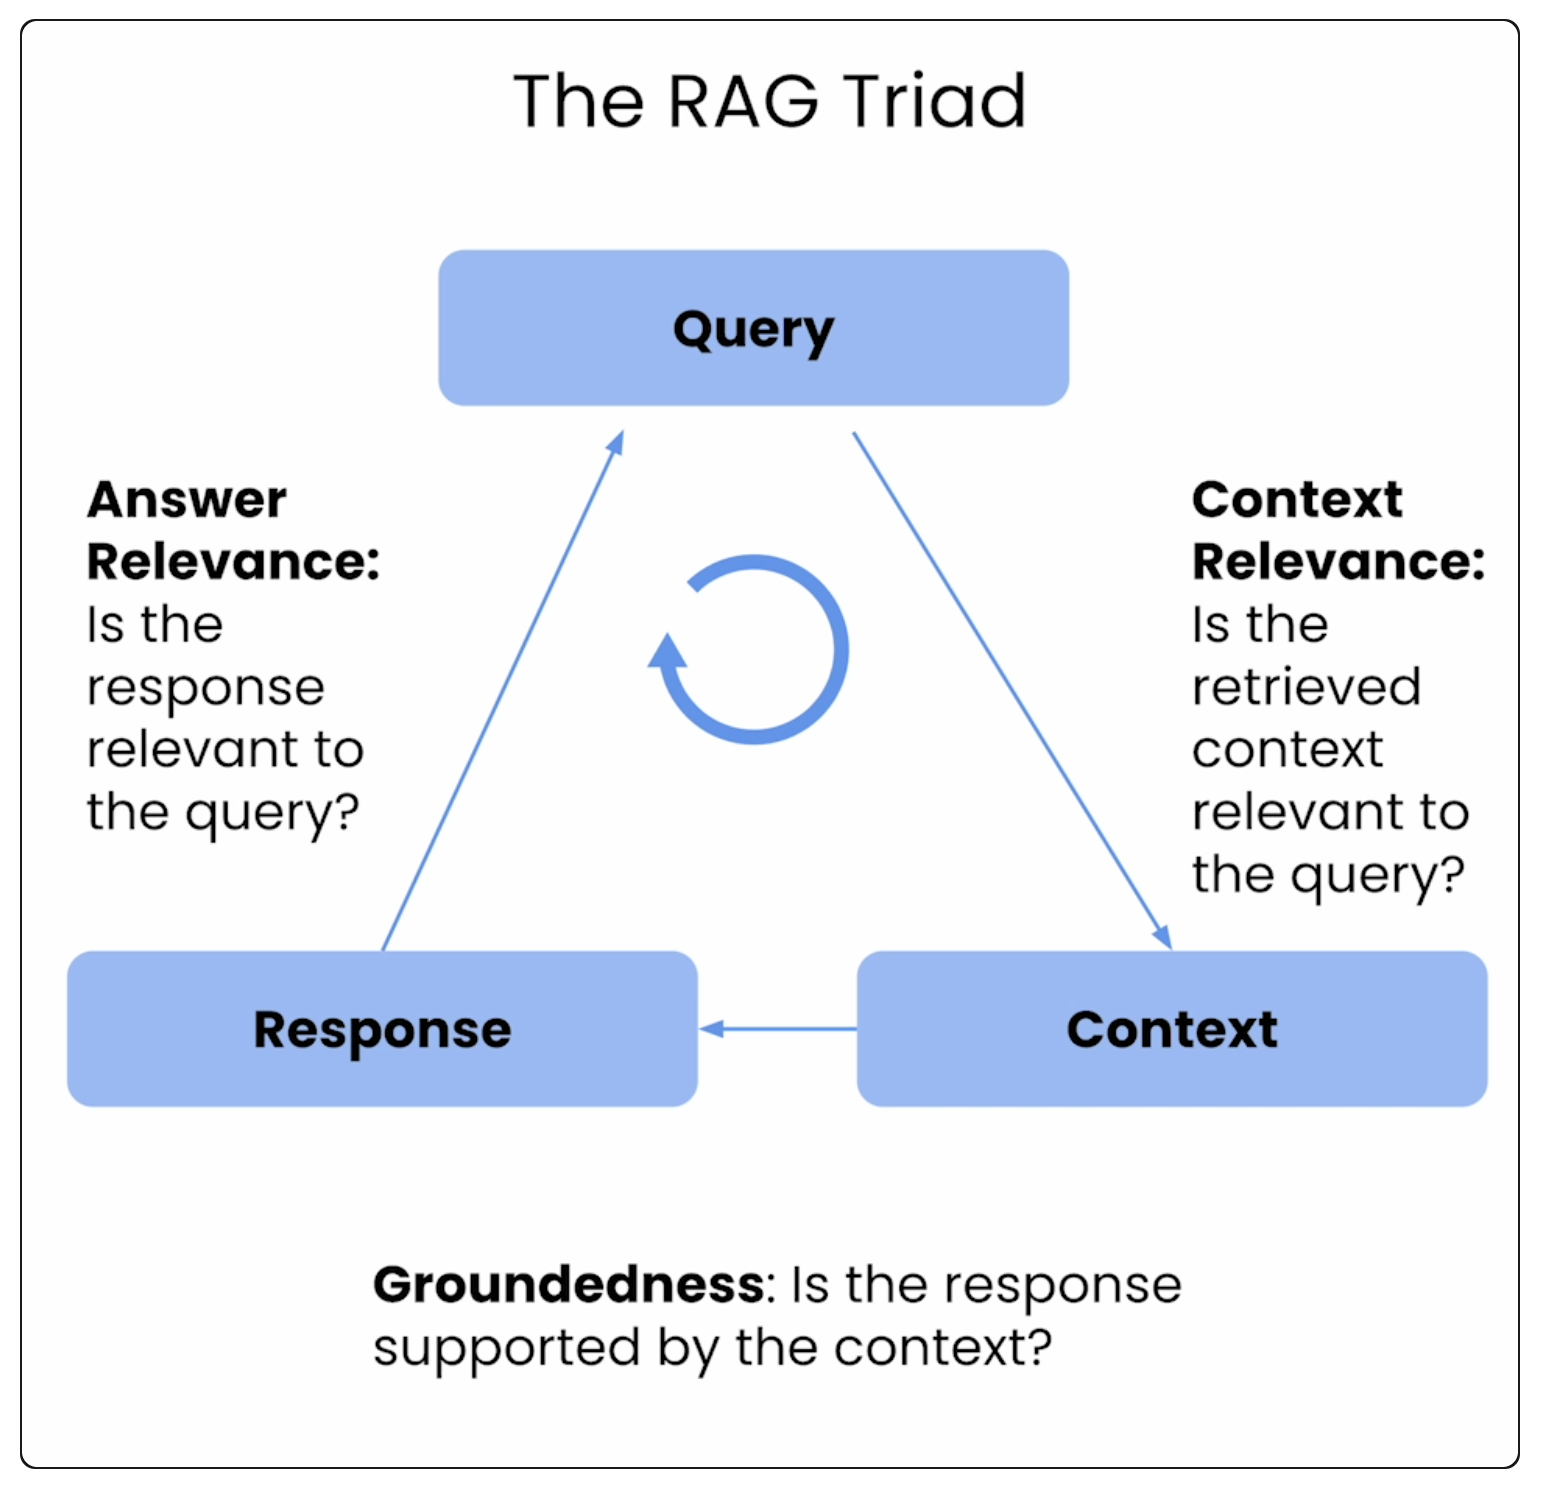 The RAG Triad
Query
Answer
Relevance:
Is the
response
relevant to
the query?
Context
Relevance:
Is the
retrieved
context
relevant to
the query?
Response
Context
Groundedness: Is the response
supported by the context?